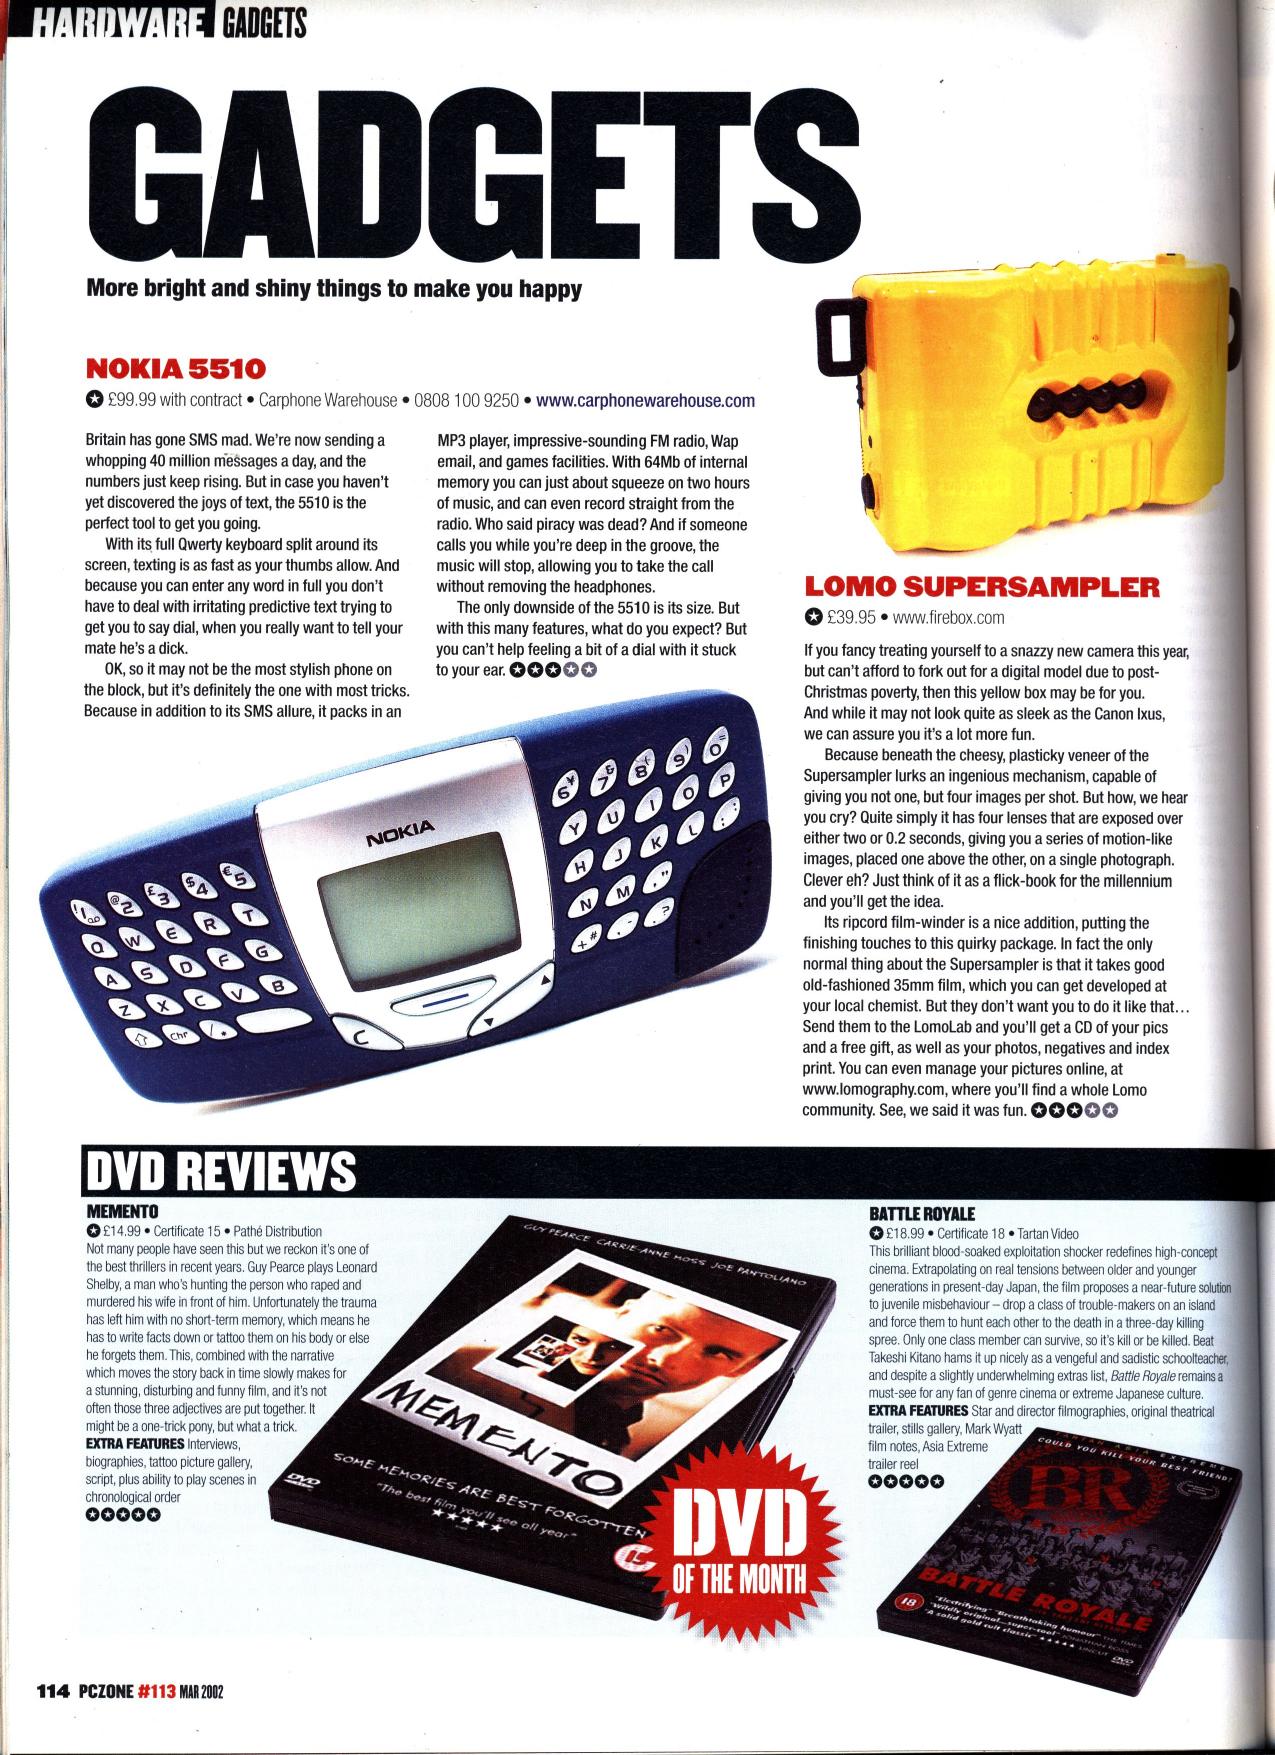 HARDWARE GADGETS
GADGETS
More bright and shiny things to make you happy
NOKIA 5510
£99.99 with contract • Carphone Warehouse • 0808 100 9250 • www.carphonewarehouse.com
Britain has gone SMS mad. We're now sending a
whopping 40 million messages a day, and the
numbers just keep rising. But in case you haven't
yet discovered the joys of text, the 5510 is the
perfect tool to get you going.
With its full Qwerty keyboard split around its
screen, texting is as fast as your thumbs allow. And
because you can enter any word in full you don't
have to deal with irritating predictive text trying to
get you to say dial, when you really want to tell your
mate he's a dick.
OK, so it may not be the most stylish phone on
the block, but it's definitely the one with most tricks.
Because in addition to its SMS allure, it packs in an
MP3 player, impressive-sounding FM radio, Wap
email, and games facilities. With 64Mb of internal
memory you can just about squeeze on two hours
of music, and can even record straight from the
radio. Who said piracy was dead? And if someone
calls you while you're deep in the groove, the
music will stop, allowing you to take the call
without removing the headphones.
The only downside of the 5510 is its size. But
with this many features, what do you expect? But
you can't help feeling a bit of a dial with it stuck
to your ear. ✪✪✪✪✪
NOKIA
! 1 @ 2 £ 3 $ 4 € 5
Q W E R T
A S D F G
Z X C V B
Chr / *
C
6 ¥ 7 & 8 ( 9 ) 0 =
Y U I O P
H J K L ; :
N M , "
+ # . - , ?
LOMO SUPERSAMPLER
£39.95 • www.firebox.com
If you fancy treating yourself to a snazzy new camera this year,
but can't afford to fork out for a digital model due to post-
Christmas poverty, then this yellow box may be for you.
And while it may not look quite as sleek as the Canon Ixus,
we can assure you it's a lot more fun.
Because beneath the cheesy, plasticky veneer of the
Supersampler lurks an ingenious mechanism, capable of
giving you not one, but four images per shot. But how, we hear
you cry? Quite simply it has four lenses that are exposed over
either two or 0.2 seconds, giving you a series of motion-like
images, placed one above the other, on a single photograph.
Clever eh? Just think of it as a flick-book for the millennium
and you'll get the idea.
Its ripcord film-winder is a nice addition, putting the
finishing touches to this quirky package. In fact the only
normal thing about the Supersampler is that it takes good
old-fashioned 35mm film, which you can get developed at
your local chemist. But they don't want you to do it like that...
Send them to the LomoLab and you'll get a CD of your pics
and a free gift, as well as your photos, negatives and index
print. You can even manage your pictures online, at
www.lomography.com, where you'll find a whole Lomo
community. See, we said it was fun. ✪✪✪✪✪
DVD REVIEWS
MEMENTO
£14.99 • Certificate 15 • Pathé Distribution
Not many people have seen this but we reckon it's one of
the best thrillers in recent years. Guy Pearce plays Leonard
Shelby, a man who's hunting the person who raped and
murdered his wife in front of him. Unfortunately the trauma
has left him with no short-term memory, which means he
has to write facts down or tattoo them on his body or else
he forgets them. This, combined with the narrative
which moves the story back in time slowly makes for
a stunning, disturbing and funny film, and it's not
often those three adjectives are put together. It
might be a one-trick pony, but what a trick.
EXTRA FEATURES Interviews,
biographies, tattoo picture gallery,
script, plus ability to play scenes in
chronological order
✪✪✪✪✪
GUY PEARCE CARRIE-ANNE MOSS JOE PANTOLIANO
MEMENTO
SOME MEMORIES ARE BEST FORGOTTEN
"The best film you'll see all year"
★★★★★
DVD
DVD
OF THE MONTH
BATTLE ROYALE
£18.99 • Certificate 18 • Tartan Video
This brilliant blood-soaked exploitation shocker redefines high-concept
cinema. Extrapolating on real tensions between older and younger
generations in present-day Japan, the film proposes a near-future solution
to juvenile misbehaviour – drop a class of trouble-makers on an island
and force them to hunt each other to the death in a three-day killing
spree. Only one class member can survive, so it's kill or be killed. Beat
Takeshi Kitano hams it up nicely as a vengeful and sadistic schoolteacher,
and despite a slightly underwhelming extras list, Battle Royale remains a
must-see for any fan of genre cinema or extreme Japanese culture.
EXTRA FEATURES Star and director filmographies, original theatrical
trailer, stills gallery, Mark Wyatt
film notes, Asia Extreme
trailer reel
✪✪✪✪✪
TARTAN ASIA EXTREME
COULD YOU KILL YOUR BEST FRIEND?
BR
BATTLE ROYALE
18
"Electrifying" "Breathtaking humour" THE TIMES
"Wildly original—super-cool" JONATHAN ROSS
"A solid gold cult classic" ★★★★★ UNCUT
DVD
114 PCZONE #113 MAR 2002